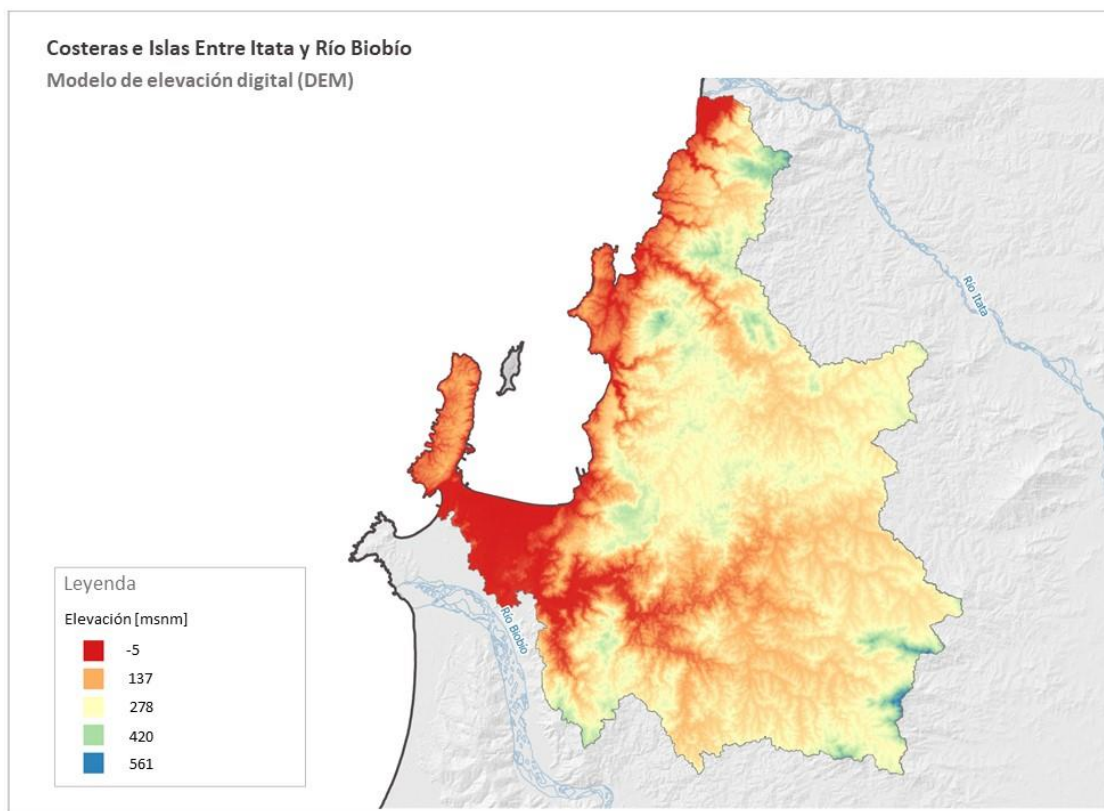 Costeras e Islas Entre Itata y Río Biobío
Modelo de elevación digital (DEM)
Río Itata
Río Biobío
Leyenda
Elevación [msnm]
-5
137
278
420
561